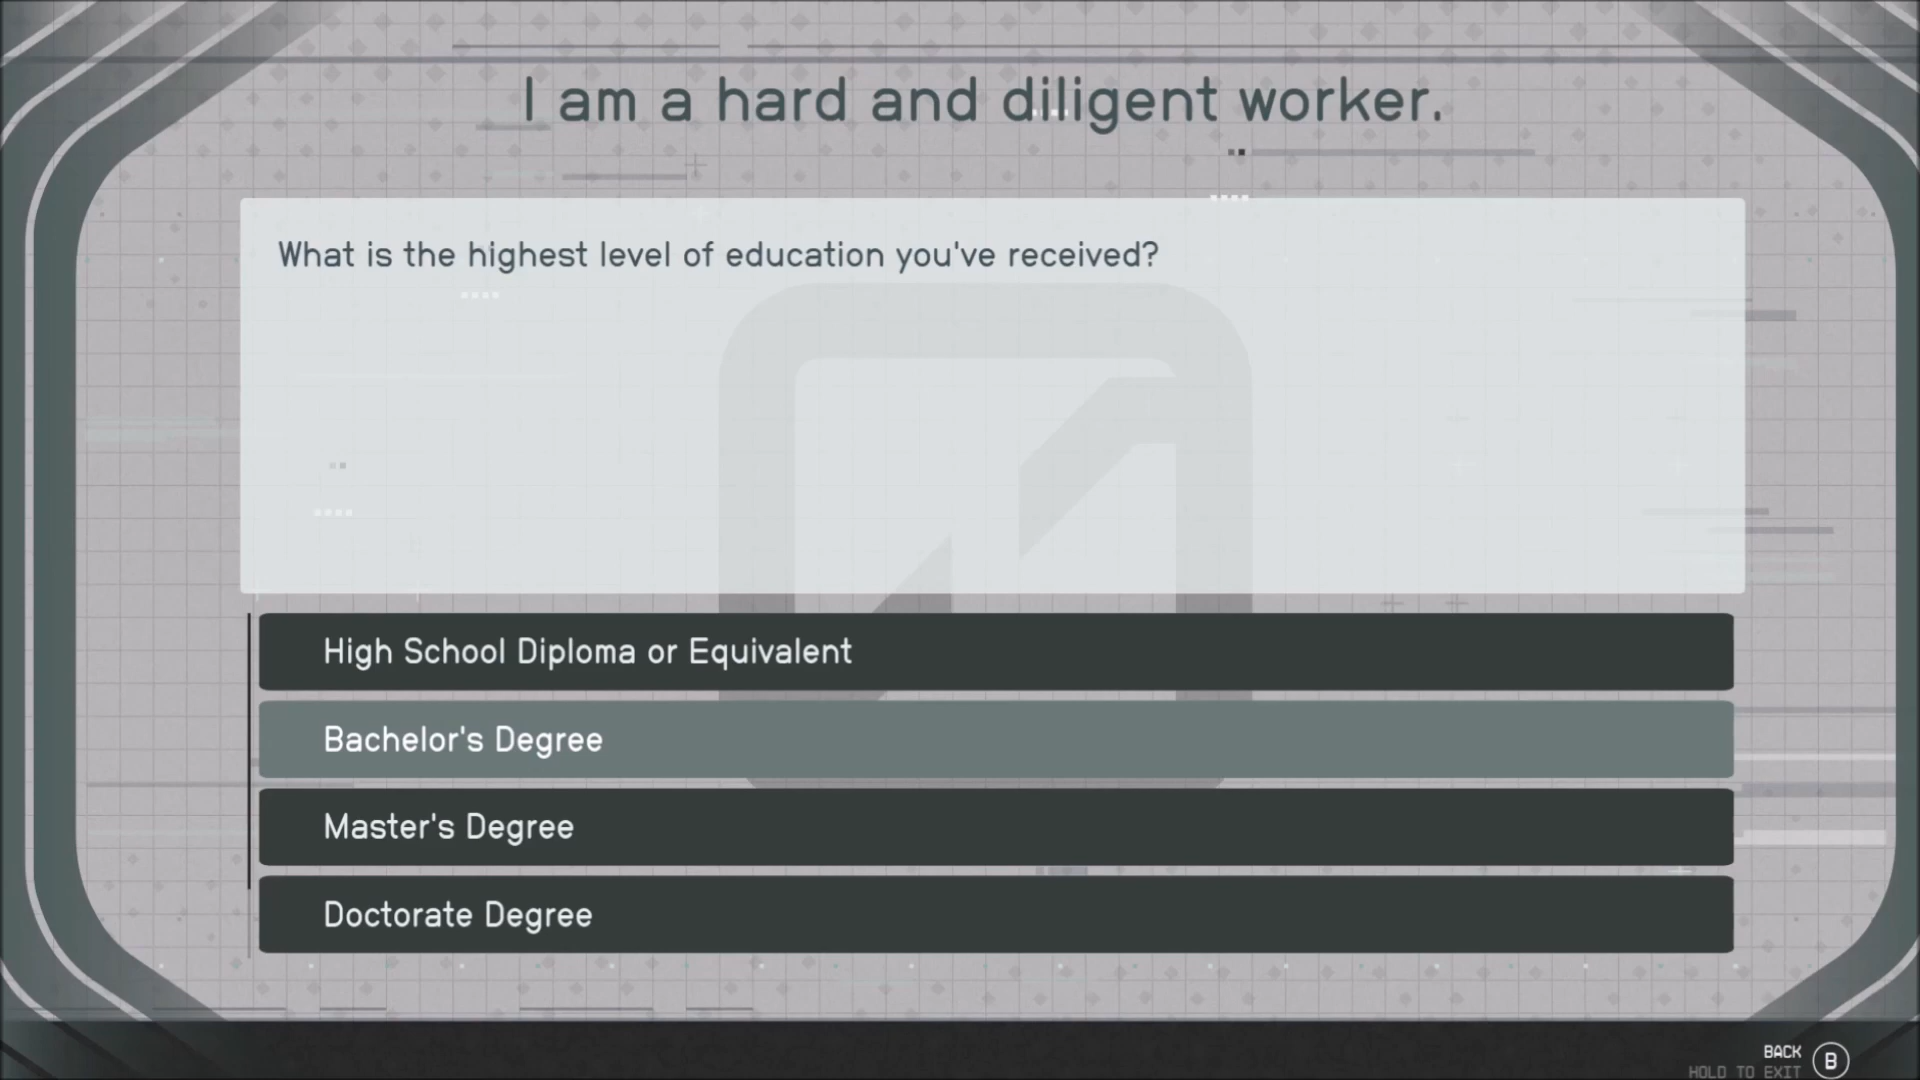 I am a hard and diligent worker.
What is the highest level of education you've received?
High School Diploma or Equivalent
Bachelor's Degree
Master's Degree
Doctorate Degree
BACK
HOLD TO EXIT
B